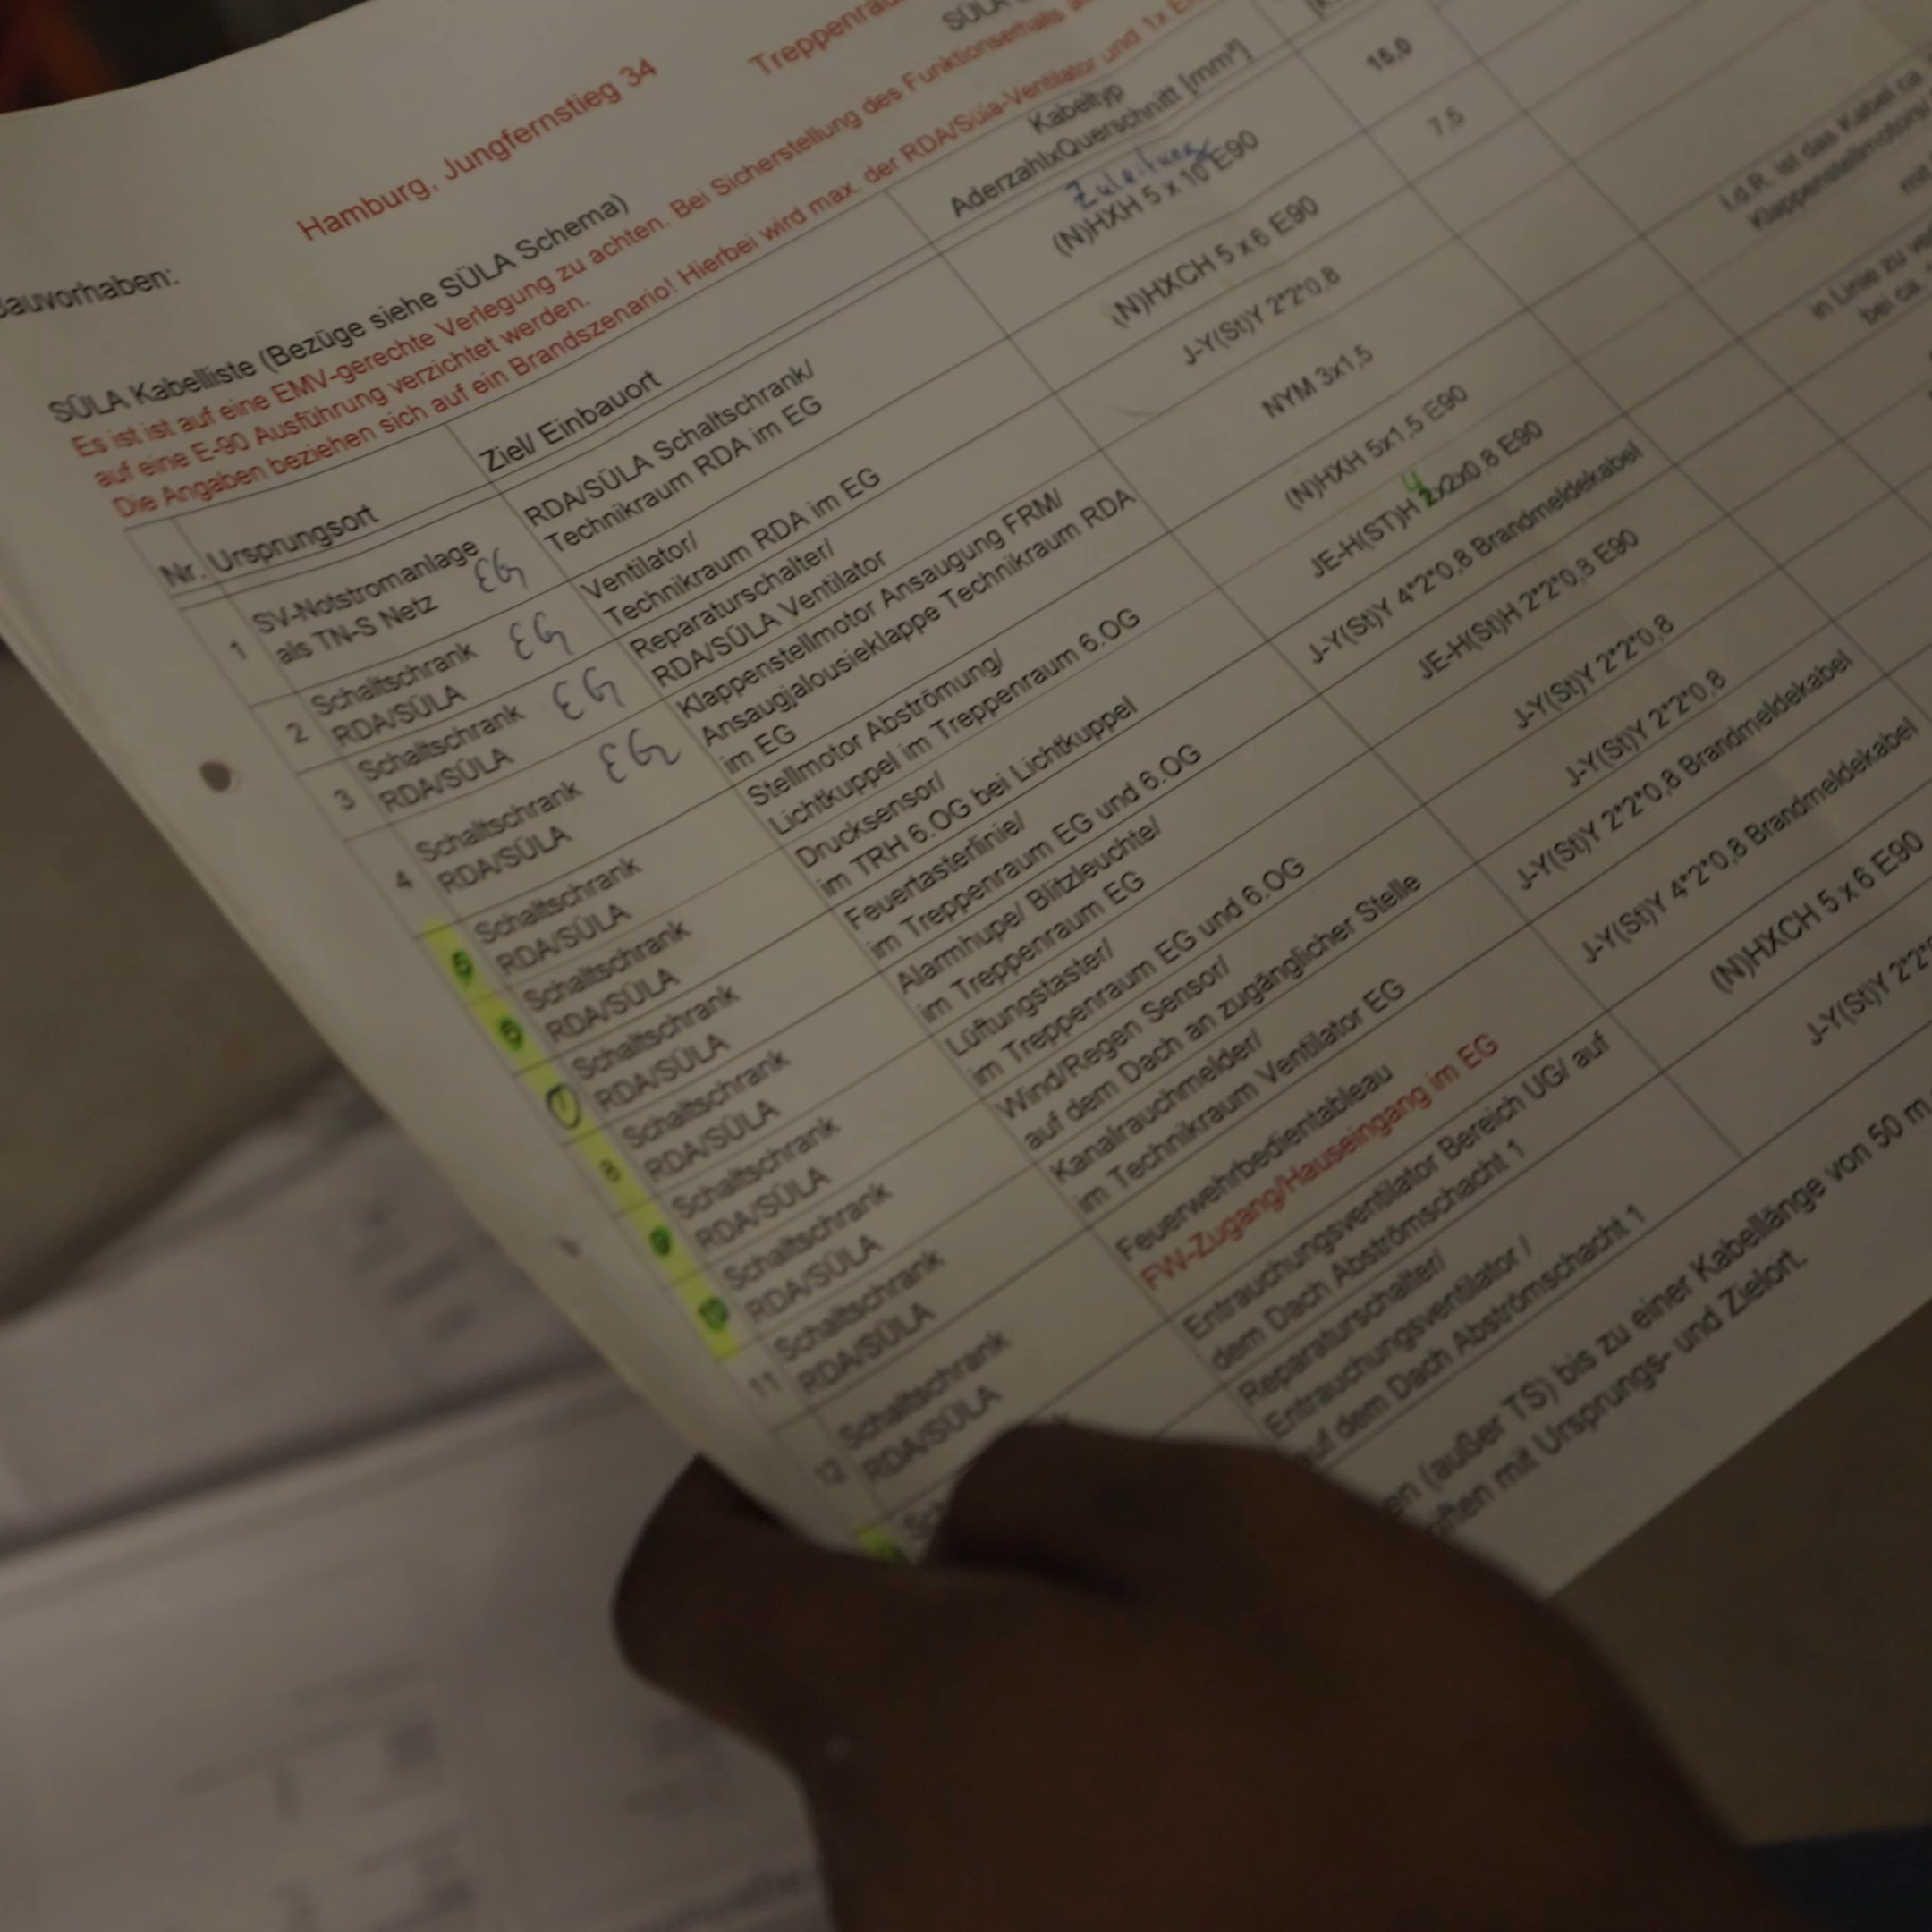 Bauvorhaben:
Hamburg, Jungfernstieg 34
SÜLA Kabelliste (Bezüge siehe SÜLA Schema)
Es ist ist auf eine EMV-gerechte Verlegung zu achten. Bei Sicherstellung des Funktionserhalts
auf eine E-90 Ausführung verzichtet werden.
Die Angaben beziehen sich auf ein Brandszenario! Hierbei wird max. der RDA/Süla-Ventilator und 1x
Nr. Ursprungsort
Ziel/ Einbauort
Kabeltyp
AderzahlxQuerschnitt [mm²]
1
SV-Notstromanlage
als TN-S Netz
EG
RDA/SÜLA Schaltschrank/
Technikraum RDA im EG
Zuleitung
(N)HXH 5 x 10 E90
16,0
2
Schaltschrank
RDA/SÜLA
EG
Ventilator/
Technikraum RDA im EG
(N)HXCH 5 x 6 E90
7,5
3
Schaltschrank
RDA/SÜLA
EG
Reparaturschalter/
RDA/SÜLA Ventilator
J-Y(St)Y 2*2*0,8
4
Schaltschrank
RDA/SÜLA
EG
Klappenstellmotor Ansaugung FRM/
Ansaugjalousieklappe Technikraum RDA
im EG
NYM 3x1,5
I.d.R. ist das Kabel ca.
5
Schaltschrank
RDA/SÜLA
Stellmotor Abströmung/
Lichtkuppel im Treppenraum 6.OG
(N)HXH 5x1,5 E90
6
Schaltschrank
RDA/SÜLA
Drucksensor/
im TRH 6.OG bei Lichtkuppel
4
JE-H(ST)H 2x2x0,8 E90
in Linie zu
bei ca.
7
Schaltschrank
RDA/SÜLA
Feuertasterlinie/
im Treppenraum EG und 6.OG
J-Y(St)Y 4*2*0,8 Brandmeldekabel
8
Schaltschrank
RDA/SÜLA
Alarmhupe/ Blitzleuchte/
im Treppenraum EG
JE-H(St)H 2*2*0,8 E90
9
Schaltschrank
RDA/SÜLA
Lüftungstaster/
im Treppenraum EG und 6.OG
J-Y(St)Y 2*2*0,8
10
Schaltschrank
RDA/SÜLA
Wind/Regen Sensor/
auf dem Dach an zugänglicher Stelle
J-Y(St)Y 2*2*0,8
11
Schaltschrank
RDA/SÜLA
Kanalrauchmelder/
im Technikraum Ventilator EG
J-Y(St)Y 2*2*0,8 Brandmeldekabel
12
Schaltschrank
RDA/SÜLA
Feuerwehrbedientableau
FW-Zugang/Hauseingang im EG
J-Y(St)Y 4*2*0,8 Brandmeldekabel
Entrauchungsventilator Bereich UG/ auf
dem Dach Abströmschacht 1
(N)HXCH 5 x 6 E90
Reparaturschalter/
Entrauchungsventilator /
auf dem Dach Abströmschacht 1
J-Y(St)Y
(außer TS) bis zu einer Kabellänge von 50 m
mit Ursprungs- und Zielort.